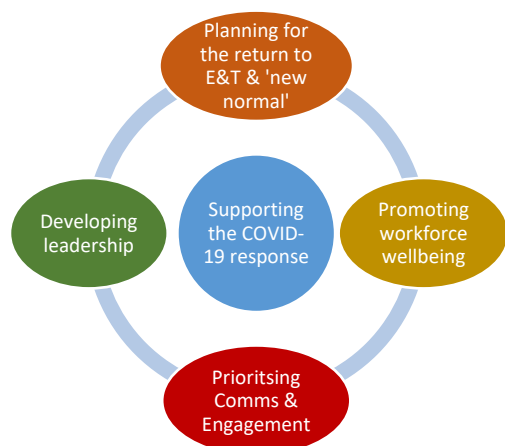 Planning for
the return to
E&T & 'new
normal'
Developing
leadership
Supporting
the COVID-
19 response
Promoting
workforce
wellbeing
Prioritsing
Comms &
Engagement